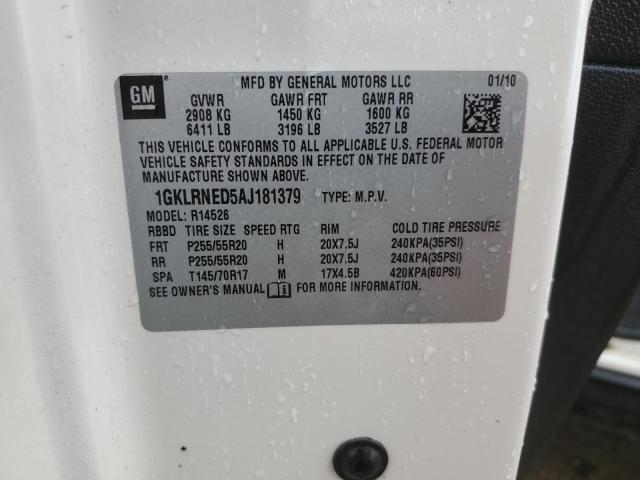 GM
MFD BY GENERAL MOTORS LLC 01/10
GVWR GAWR FRT GAWR RR
2908 KG 1450 KG 1600 KG
6411 LB 3196 LB 3527 LB
THIS VEHICLE CONFORMS TO ALL APPLICABLE U.S. FEDERAL MOTOR
VEHICLE SAFETY STANDARDS IN EFFECT ON THE DATE OF
MANUFACTURE SHOWN ABOVE.
1GKLRNED5AJ181379 TYPE: M.P.V.
MODEL: R14526
RBBD TIRE SIZE SPEED RTG RIM COLD TIRE PRESSURE
FRT P255/55R20 H 20X7.5J 240KPA(35PSI)
RR P255/55R20 H 20X7.5J 240KPA(35PSI)
SPA T145/70R17 M 17X4.5B 420KPA(60PSI)
SEE OWNER'S MANUAL FOR MORE INFORMATION.